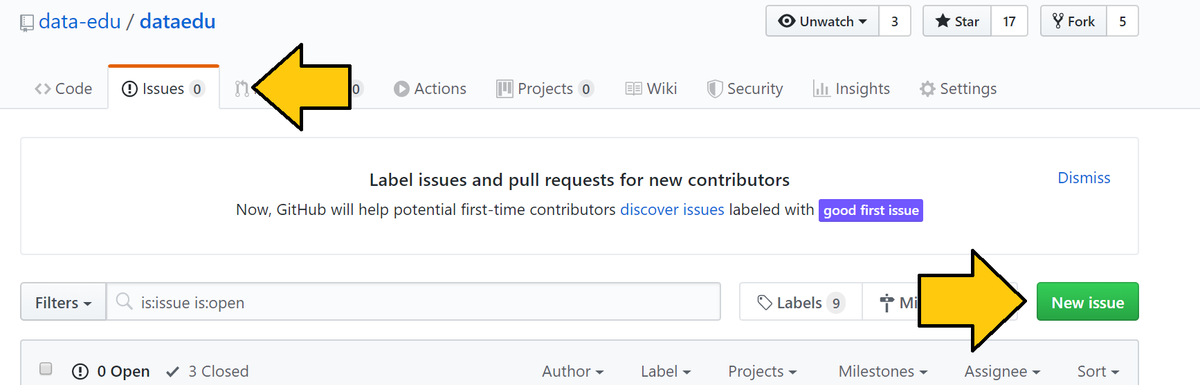 data-edu / dataedu
Unwatch 3 Star 17 Fork 5
Code Issues 0 0 Actions Projects 0 Wiki Security Insights Settings
Label issues and pull requests for new contributors
Dismiss
Now, GitHub will help potential first-time contributors discover issues labeled with good first issue
Filters is:issue is:open Labels 9 New issue
0 Open 3 Closed Author Label Projects Milestones Assignee Sort